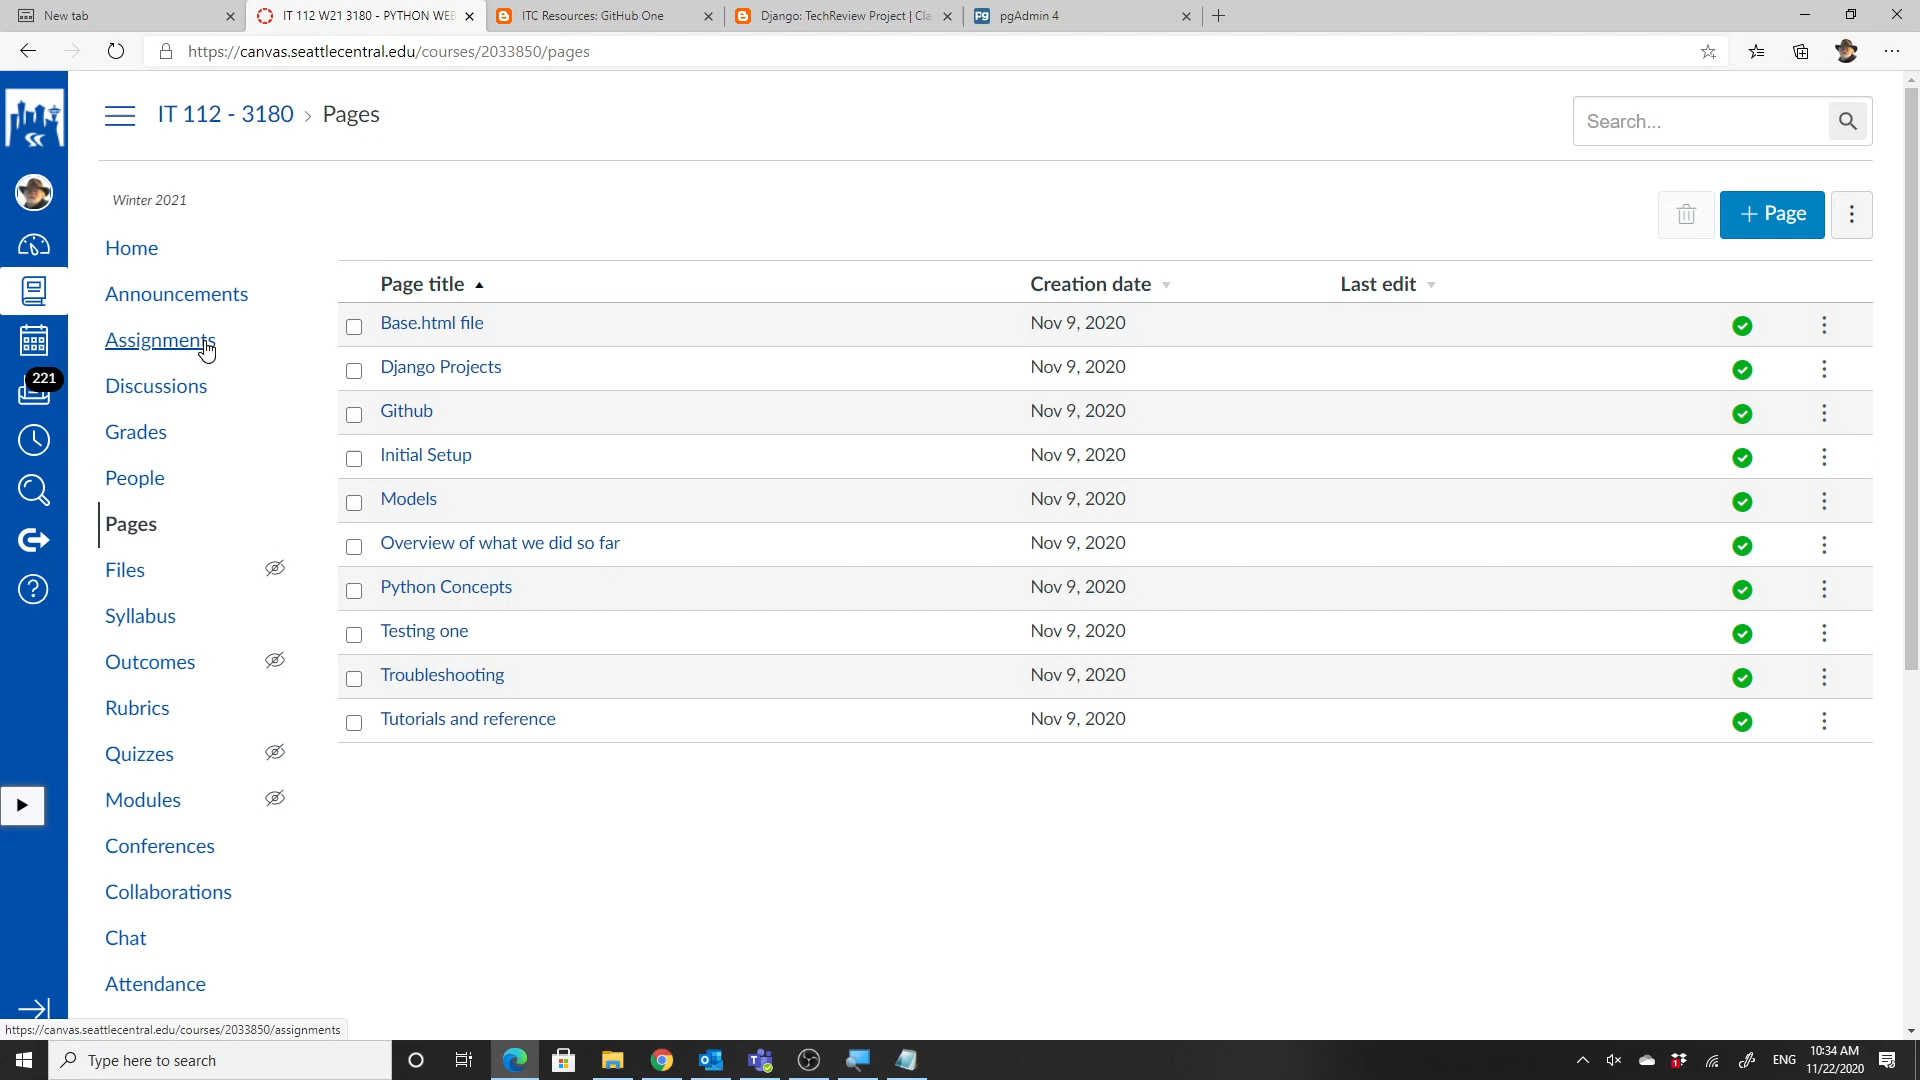 New tab
IT 112 W21 3180 - PYTHON WEB
ITC Resources: GitHub One
Django: TechReview Project | Cla
pgAdmin 4
https://canvas.seattlecentral.edu/courses/2033850/pages
IT 112 - 3180 › Pages
Search...
Winter 2021
+ Page
Home
Announcements
Assignments
Discussions
Grades
People
Pages
Files
Syllabus
Outcomes
Rubrics
Quizzes
Modules
Conferences
Collaborations
Chat
Attendance
221
Page title Creation date Last edit
Base.html file Nov 9, 2020
Django Projects Nov 9, 2020
Github Nov 9, 2020
Initial Setup Nov 9, 2020
Models Nov 9, 2020
Overview of what we did so far Nov 9, 2020
Python Concepts Nov 9, 2020
Testing one Nov 9, 2020
Troubleshooting Nov 9, 2020
Tutorials and reference Nov 9, 2020
https://canvas.seattlecentral.edu/courses/2033850/assignments
Type here to search
ENG
10:34 AM
11/22/2020